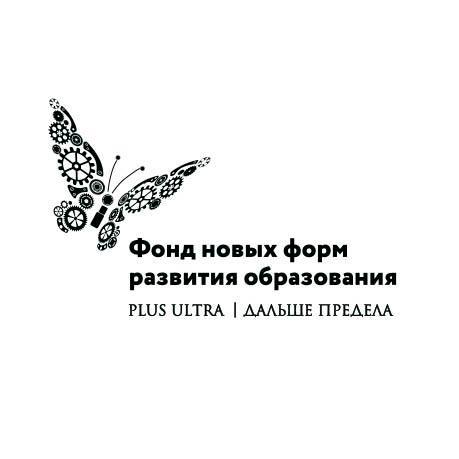 Фонд новых форм
развития образования
PLUS ULTRA | ДАЛЬШЕ ПРЕДЕЛА